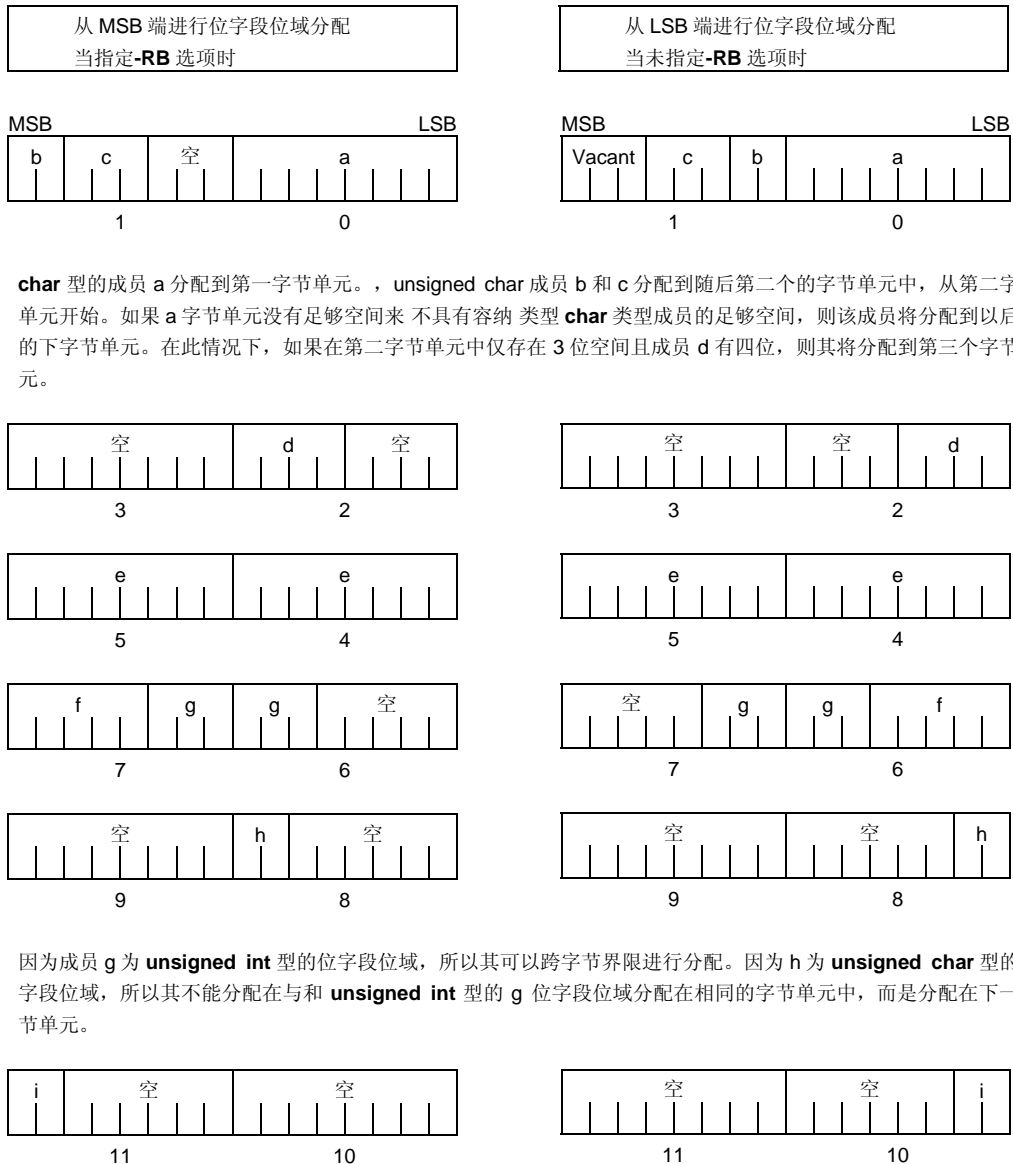 从 MSB 端进行位字段位域分配
当指定-RB 选项时
从 LSB 端进行位字段位域分配
当未指定-RB 选项时
MSB LSB
b c 空 a
1 0
MSB LSB
Vacant c b a
1 0
char 型的成员 a 分配到第一字节单元。，unsigned char 成员 b 和 c 分配到随后第二个的字节单元中，从第二字
单元开始。如果 a 字节单元没有足够空间来 不具有容纳 类型 char 类型成员的足够空间，则该成员将分配到以后
的下字节单元。在此情况下，如果在第二字节单元中仅存在 3 位空间且成员 d 有四位，则其将分配到第三个字节
元。
空 d 空
3 2
空 空 d
3 2
e e
5 4
e e
5 4
f g g 空
7 6
空 g g f
7 6
空 h 空
9 8
空 空 h
9 8
因为成员 g 为 unsigned int 型的位字段位域，所以其可以跨字节界限进行分配。因为 h 为 unsigned char 型的
字段位域，所以其不能分配在与和 unsigned int 型的 g 位字段位域分配在相同的字节单元中，而是分配在下一
节单元。
i 空 空
11 10
空 空 i
11 10